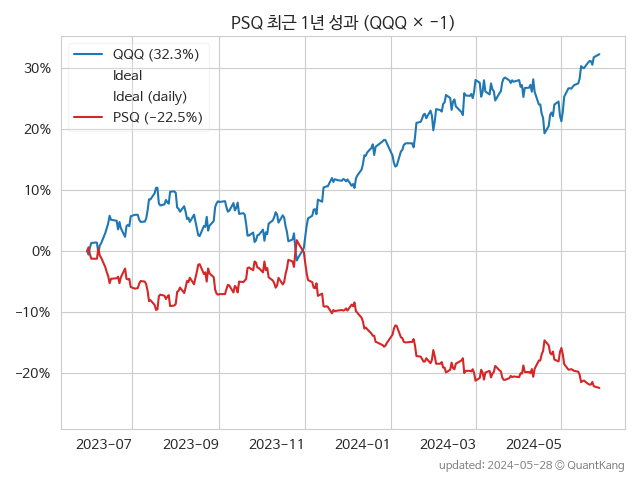 PSQ 최근 1년 성과 (QQQ × −1)
QQQ (32.3%)
Ideal
Ideal (daily)
PSQ (−22.5%)
30%
20%
10%
0%
−10%
−20%
2023−07 2023−09 2023−11 2024−01 2024−03 2024−05
updated: 2024−05−28 © QuantKang